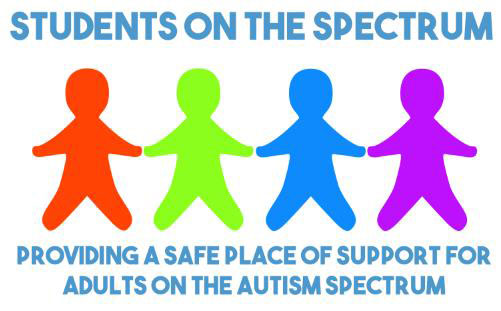 STUDENTS ON THE SPECTRUM
PROVIDING A SAFE PLACE OF SUPPORT FOR
ADULTS ON THE AUTISM SPECTRUM